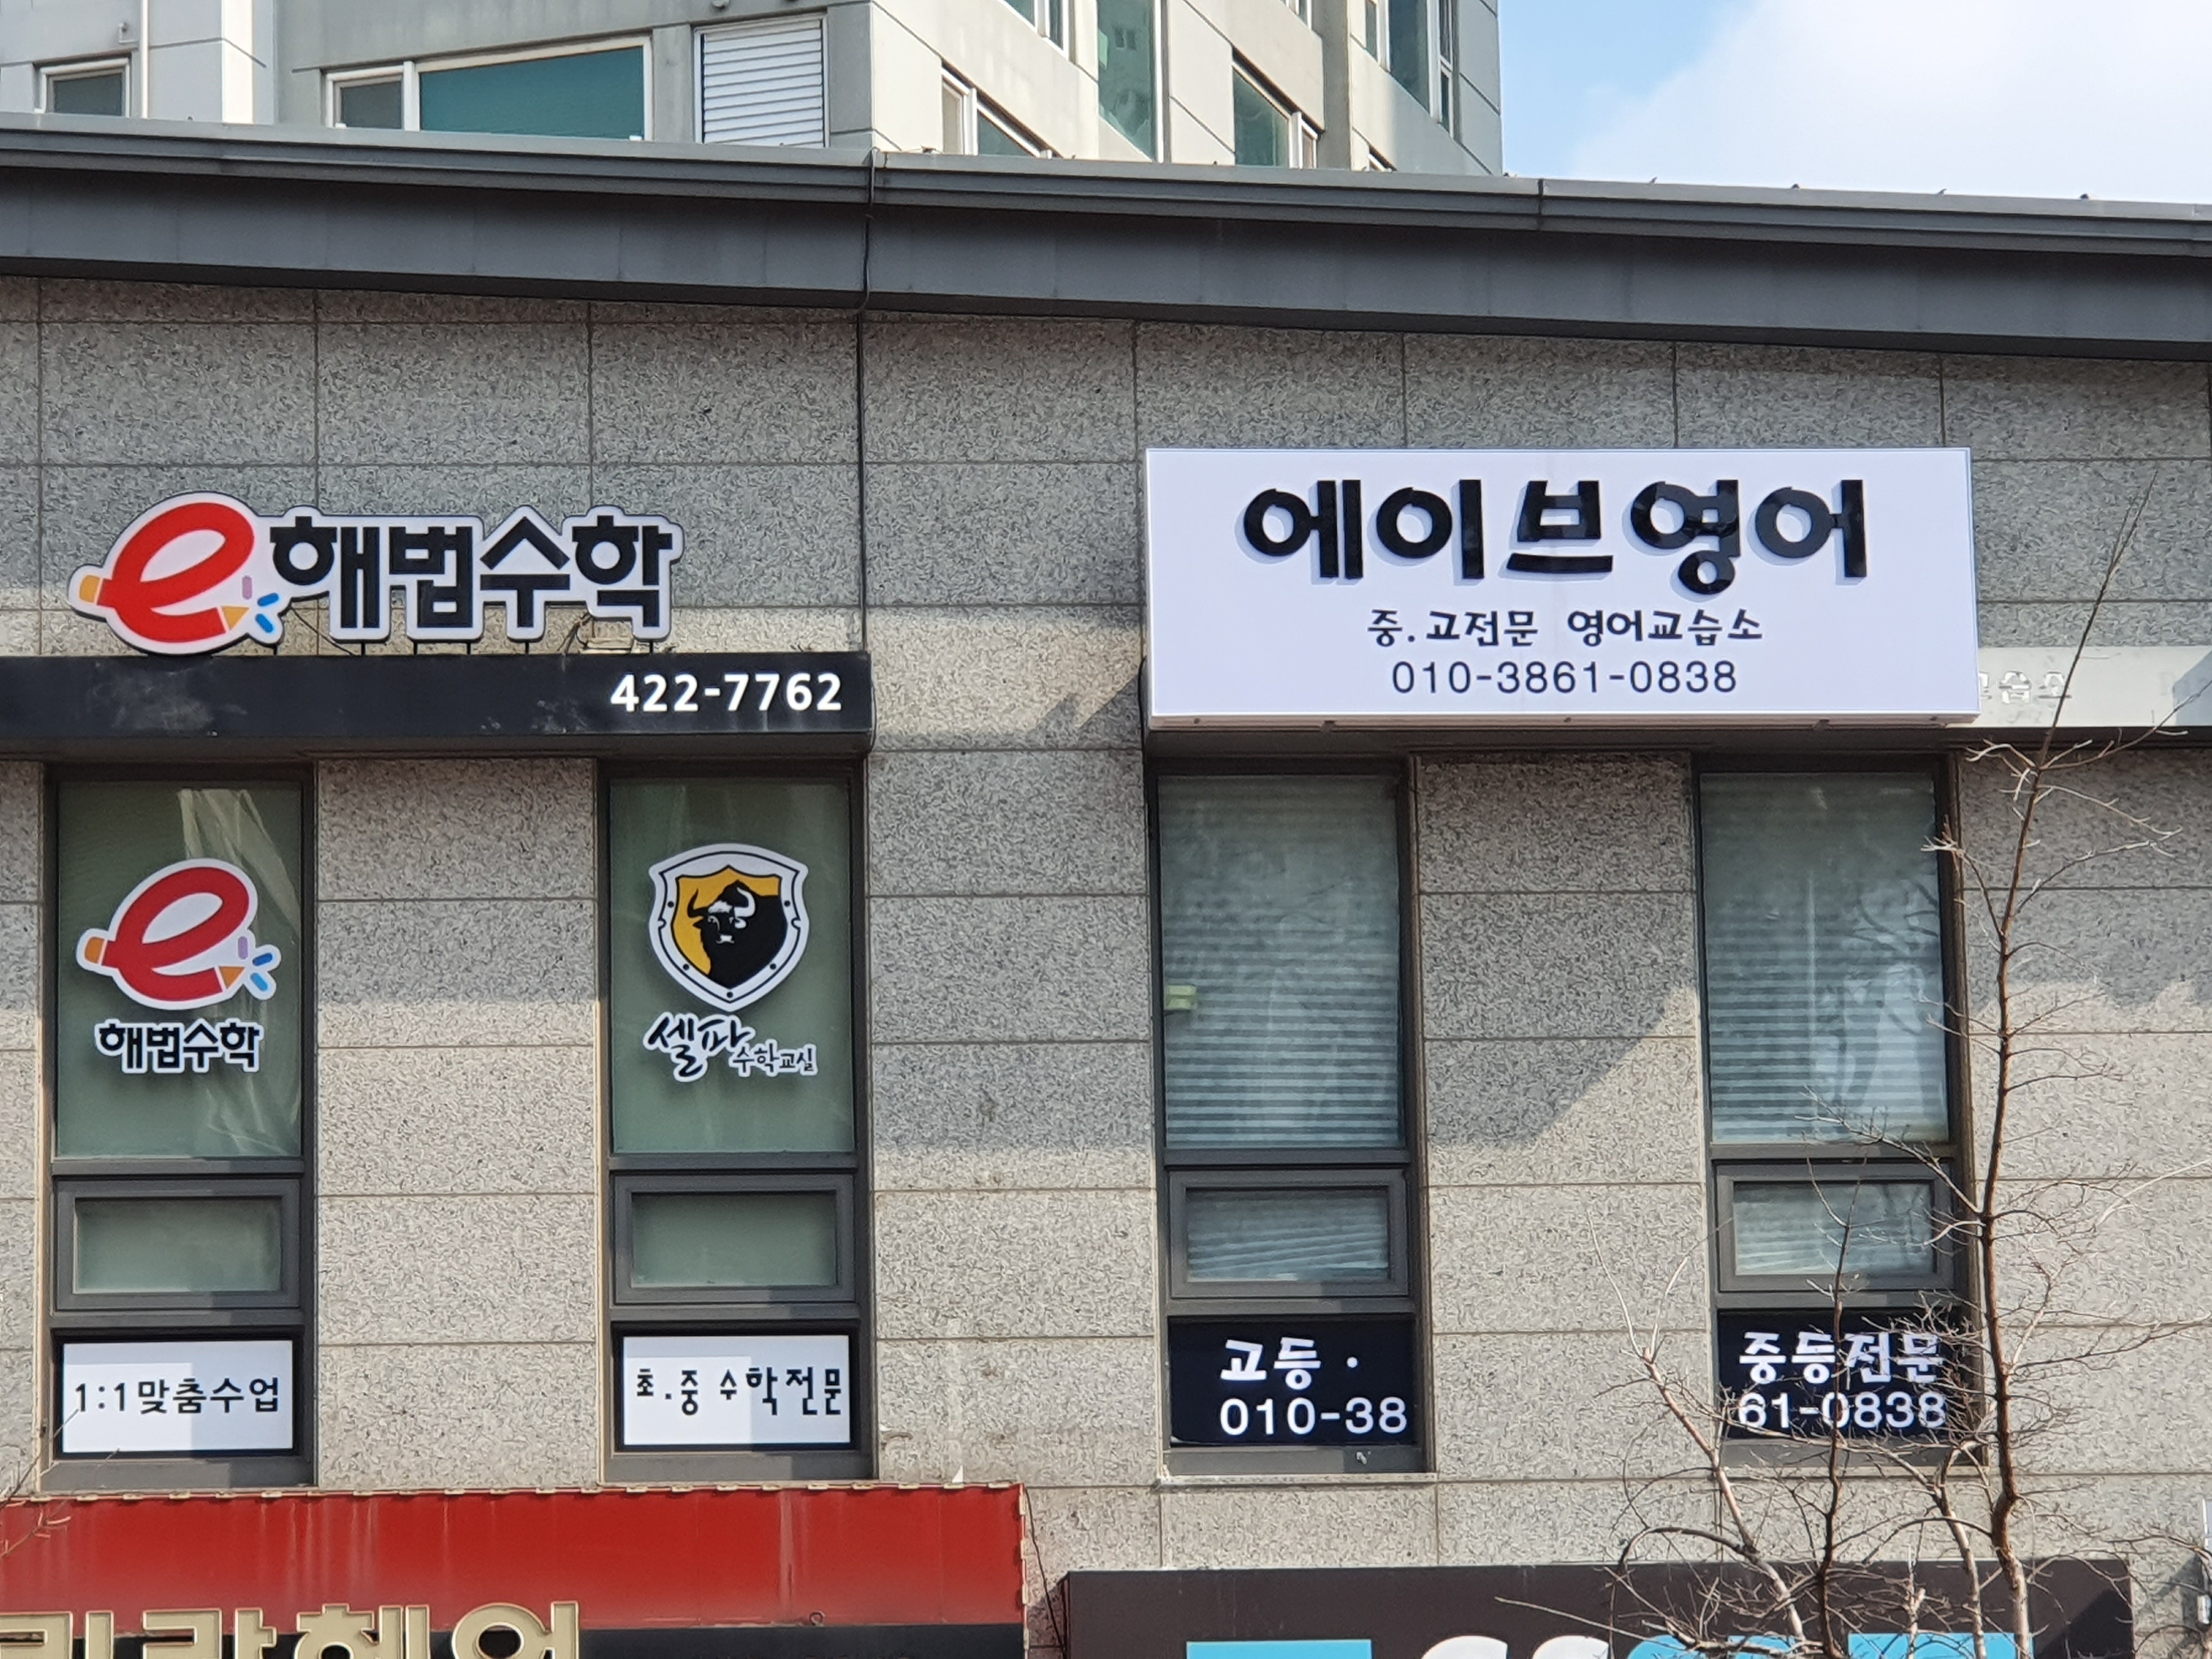 e해법수학
422-7762
에이브영어
중.고전문 영어교습소
010-3861-0838
e
해법수학
셀파 수학교실
1:1맞춤수업
초.중 수학전문
고등 · 중등전문
010-3861-0838